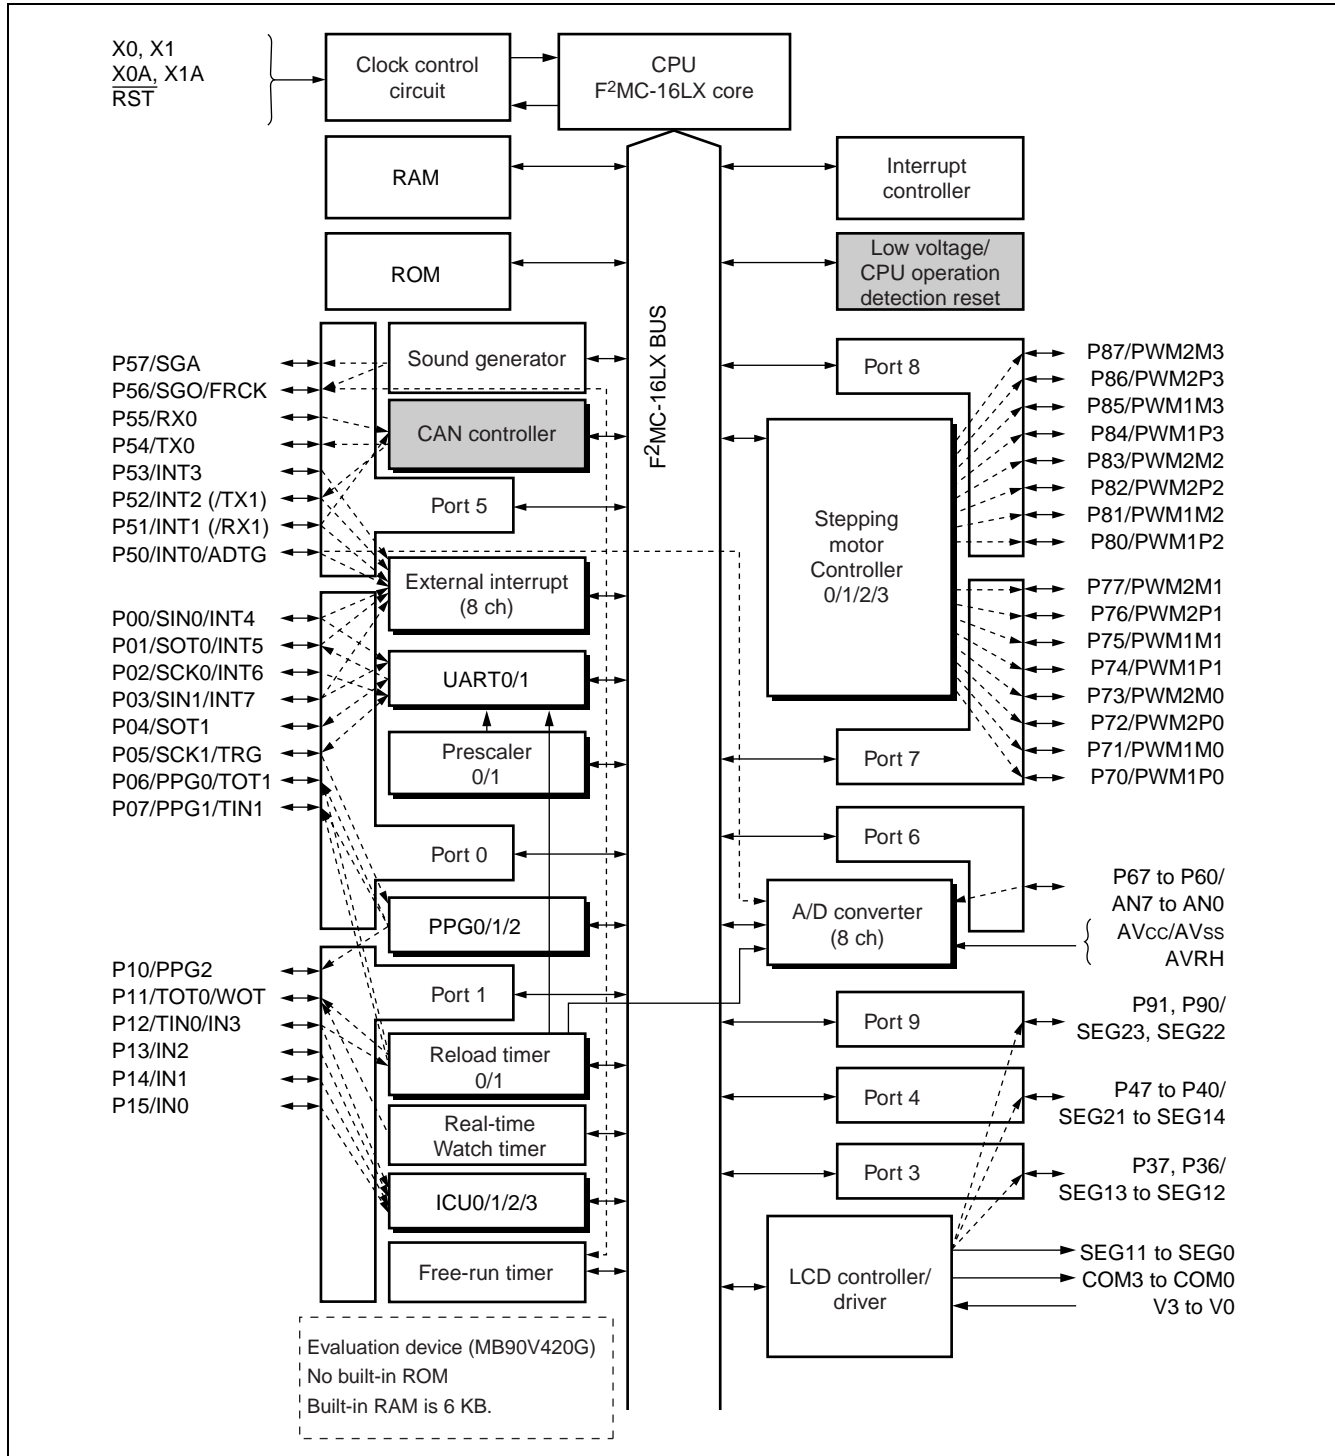 X0, X1
X0A, X1A
RST
Clock control
circuit
CPU
F2MC-16LX core
RAM
Interrupt
controller
ROM
Low voltage/
CPU operation
detection reset
F2MC-16LX BUS
P57/SGA
P56/SGO/FRCK
P55/RX0
P54/TX0
P53/INT3
P52/INT2 (/TX1)
P51/INT1 (/RX1)
P50/INT0/ADTG
Sound generator
CAN controller
Port 5
External interrupt
(8 ch)
P00/SIN0/INT4
P01/SOT0/INT5
P02/SCK0/INT6
P03/SIN1/INT7
P04/SOT1
P05/SCK1/TRG
P06/PPG0/TOT1
P07/PPG1/TIN1
UART0/1
Prescaler
0/1
Port 0
PPG0/1/2
P10/PPG2
P11/TOT0/WOT
P12/TIN0/IN3
P13/IN2
P14/IN1
P15/IN0
Port 1
Reload timer
0/1
Real-time
Watch timer
ICU0/1/2/3
Free-run timer
Evaluation device (MB90V420G)
No built-in ROM
Built-in RAM is 6 KB.
Port 8
P87/PWM2M3
P86/PWM2P3
P85/PWM1M3
P84/PWM1P3
P83/PWM2M2
P82/PWM2P2
P81/PWM1M2
P80/PWM1P2
Stepping
motor
Controller
0/1/2/3
P77/PWM2M1
P76/PWM2P1
P75/PWM1M1
P74/PWM1P1
P73/PWM2M0
P72/PWM2P0
P71/PWM1M0
P70/PWM1P0
Port 7
Port 6
A/D converter
(8 ch)
P67 to P60/
AN7 to AN0
AVCC/AVSS
AVRH
Port 9
P91, P90/
SEG23, SEG22
Port 4
P47 to P40/
SEG21 to SEG14
Port 3
P37, P36/
SEG13 to SEG12
LCD controller/
driver
SEG11 to SEG0
COM3 to COM0
V3 to V0